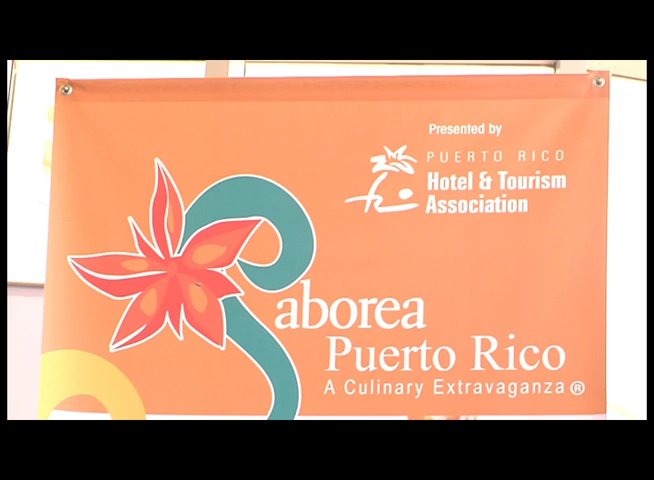 Presented by
PUERTO RICO
Hotel & Tourism
Association
Saborea
Puerto Rico
A Culinary Extravaganza®